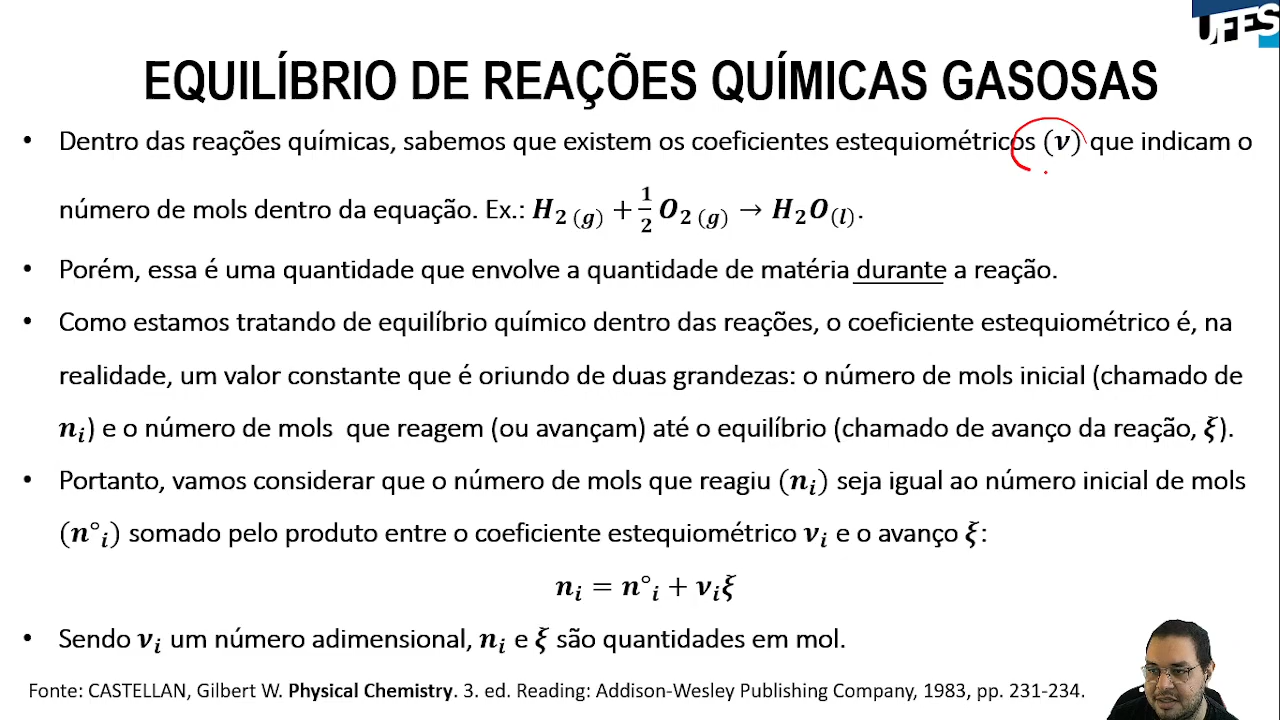 UFES
EQUILÍBRIO DE REAÇÕES QUÍMICAS GASOSAS
• Dentro das reações químicas, sabemos que existem os coeficientes estequiométricos (ν) que indicam o
número de mols dentro da equação. Ex.: H₂ (g) + 1/2 O₂ (g) → H₂O(l).
• Porém, essa é uma quantidade que envolve a quantidade de matéria durante a reação.
• Como estamos tratando de equilíbrio químico dentro das reações, o coeficiente estequiométrico é, na
realidade, um valor constante que é oriundo de duas grandezas: o número de mols inicial (chamado de
nᵢ) e o número de mols que reagem (ou avançam) até o equilíbrio (chamado de avanço da reação, ξ).
• Portanto, vamos considerar que o número de mols que reagiu (nᵢ) seja igual ao número inicial de mols
(n°ᵢ) somado pelo produto entre o coeficiente estequiométrico νᵢ e o avanço ξ:
nᵢ = n°ᵢ + νᵢξ
• Sendo νᵢ um número adimensional, nᵢ e ξ são quantidades em mol.
Fonte: CASTELLAN, Gilbert W. Physical Chemistry. 3. ed. Reading: Addison-Wesley Publishing Company, 1983, pp. 231-234.